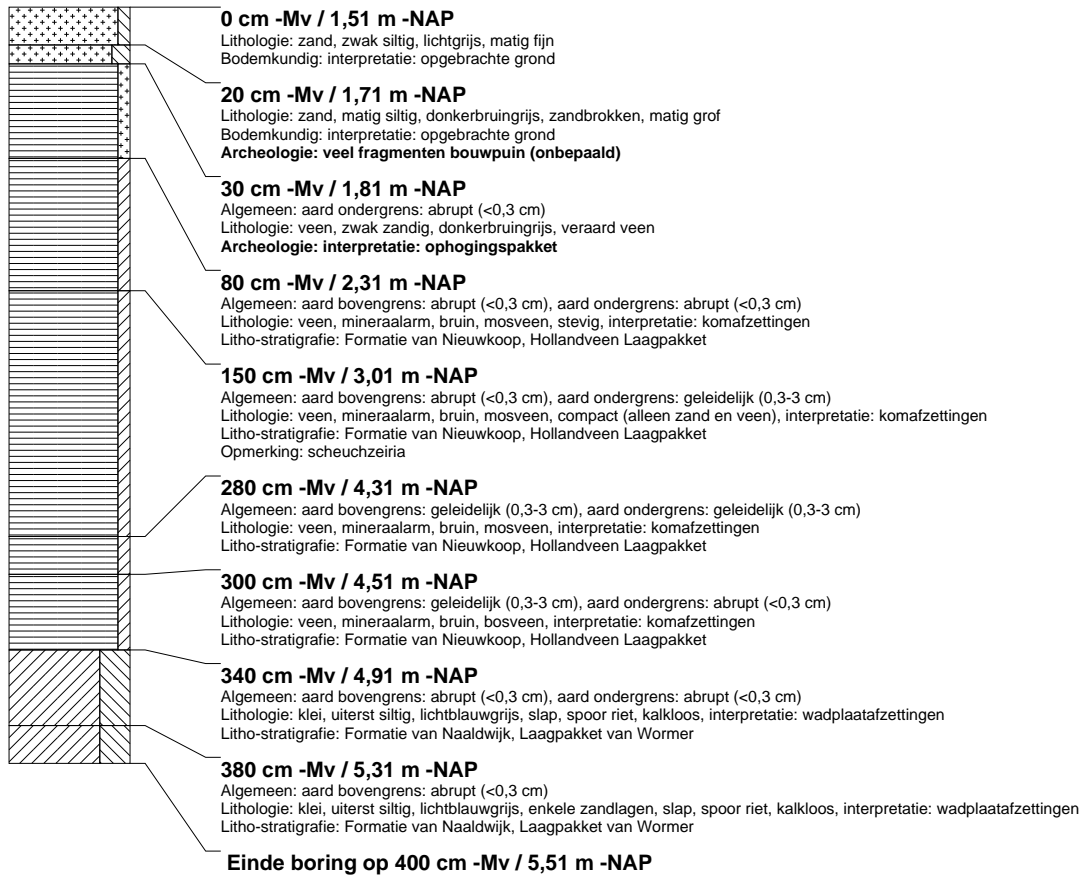 0 cm -Mv / 1,51 m -NAP
Lithologie: zand, zwak siltig, lichtgrijs, matig fijn
Bodemkundig: interpretatie: opgebrachte grond
20 cm -Mv / 1,71 m -NAP
Lithologie: zand, matig siltig, donkerbruingrijs, zandbrokken, matig grof
Bodemkundig: interpretatie: opgebrachte grond
Archeologie: veel fragmenten bouwpuin (onbepaald)
30 cm -Mv / 1,81 m -NAP
Algemeen: aard ondergrens: abrupt (<0,3 cm)
Lithologie: veen, zwak zandig, donkerbruingrijs, veraard veen
Archeologie: interpretatie: ophogingspakket
80 cm -Mv / 2,31 m -NAP
Algemeen: aard bovengrens: abrupt (<0,3 cm), aard ondergrens: abrupt (<0,3 cm)
Lithologie: veen, mineraalarm, bruin, mosveen, stevig, interpretatie: komafzettingen
Litho-stratigrafie: Formatie van Nieuwkoop, Hollandveen Laagpakket
150 cm -Mv / 3,01 m -NAP
Algemeen: aard bovengrens: abrupt (<0,3 cm), aard ondergrens: geleidelijk (0,3-3 cm)
Lithologie: veen, mineraalarm, bruin, mosveen, compact (alleen zand en veen), interpretatie: komafzettingen
Litho-stratigrafie: Formatie van Nieuwkoop, Hollandveen Laagpakket
Opmerking: scheuchzeiria
280 cm -Mv / 4,31 m -NAP
Algemeen: aard bovengrens: geleidelijk (0,3-3 cm), aard ondergrens: geleidelijk (0,3-3 cm)
Lithologie: veen, mineraalarm, bruin, mosveen, interpretatie: komafzettingen
Litho-stratigrafie: Formatie van Nieuwkoop, Hollandveen Laagpakket
300 cm -Mv / 4,51 m -NAP
Algemeen: aard bovengrens: geleidelijk (0,3-3 cm), aard ondergrens: abrupt (<0,3 cm)
Lithologie: veen, mineraalarm, bruin, bosveen, interpretatie: komafzettingen
Litho-stratigrafie: Formatie van Nieuwkoop, Hollandveen Laagpakket
340 cm -Mv / 4,91 m -NAP
Algemeen: aard bovengrens: abrupt (<0,3 cm), aard ondergrens: abrupt (<0,3 cm)
Lithologie: klei, uiterst siltig, lichtblauwgrijs, slap, spoor riet, kalkloos, interpretatie: wadplaatafzettingen
Litho-stratigrafie: Formatie van Naaldwijk, Laagpakket van Wormer
380 cm -Mv / 5,31 m -NAP
Algemeen: aard bovengrens: abrupt (<0,3 cm)
Lithologie: klei, uiterst siltig, lichtblauwgrijs, enkele zandlagen, slap, spoor riet, kalkloos, interpretatie: wadplaatafzettingen
Litho-stratigrafie: Formatie van Naaldwijk, Laagpakket van Wormer
Einde boring op 400 cm -Mv / 5,51 m -NAP